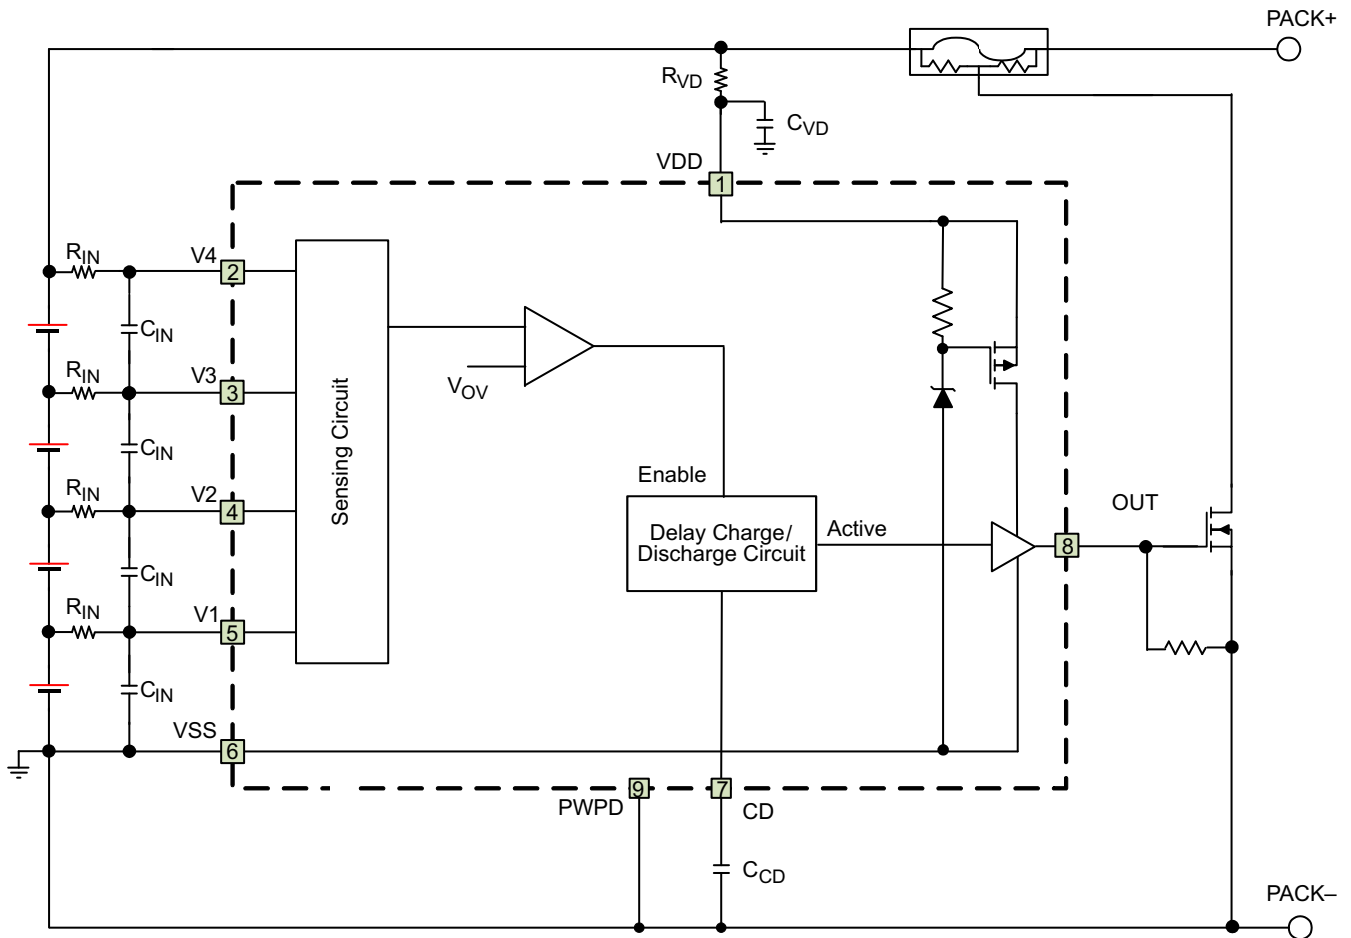 PACK+
RVD
CVD
VDD
1
RIN
V4
2
CIN
RIN
V3
3
VOV
CIN
Sensing Circuit
Enable
RIN
V2
4
OUT
Delay Charge/
Discharge Circuit
Active
8
CIN
RIN
V1
5
CIN
VSS
6
9
7
PWPD
CD
CCD
PACK–